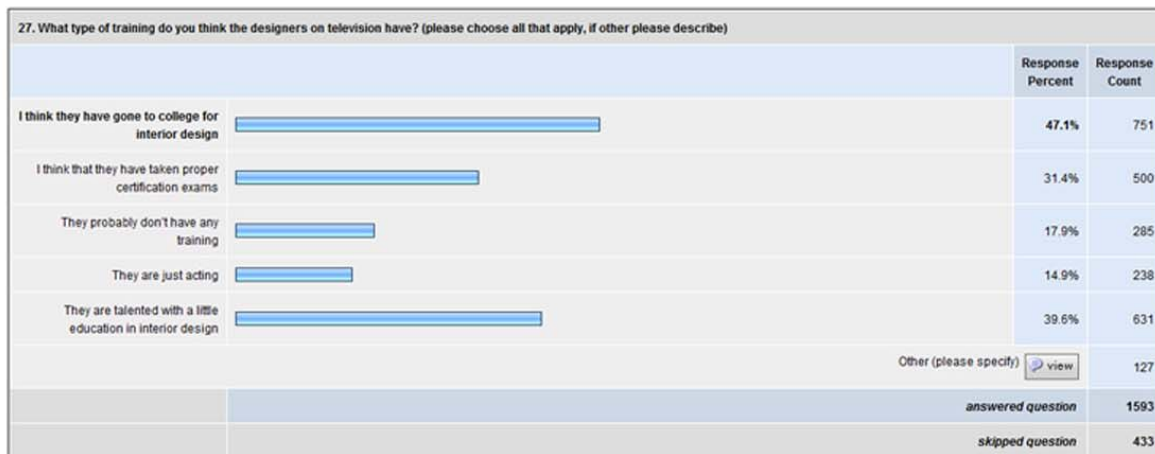 27. What type of training do you think the designers on television have? (please choose all that apply, if other please describe)
Response Percent
Response Count
I think they have gone to college for
interior design
47.1%
751
I think that they have taken proper
certification exams
31.4%
500
They probably don't have any
training
17.9%
285
They are just acting
14.9%
238
They are talented with a little
education in interior design
39.6%
631
Other (please specify)
view
127
answered question
1593
skipped question
433